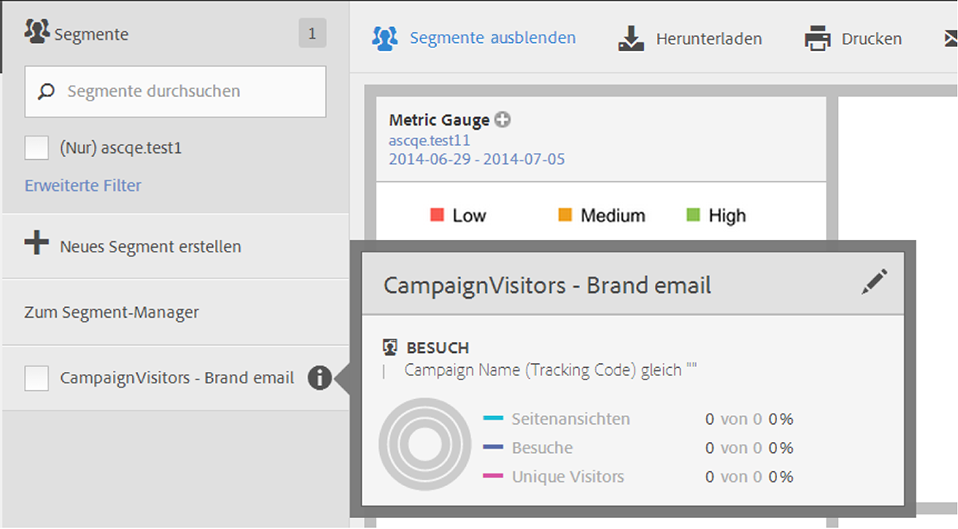 Segmente
1
Segmente durchsuchen
(Nur) ascqe.test1
Erweiterte Filter
Neues Segment erstellen
Zum Segment-Manager
CampaignVisitors - Brand email
Segmente ausblenden
Herunterladen
Drucken
Metric Gauge
ascqe.test11
2014-06-29 - 2014-07-05
Low Medium High
CampaignVisitors - Brand email
BESUCH
| Campaign Name (Tracking Code) gleich ""
Seitenansichten 0 von 0 0%
Besuche 0 von 0 0%
Unique Visitors 0 von 0 0%